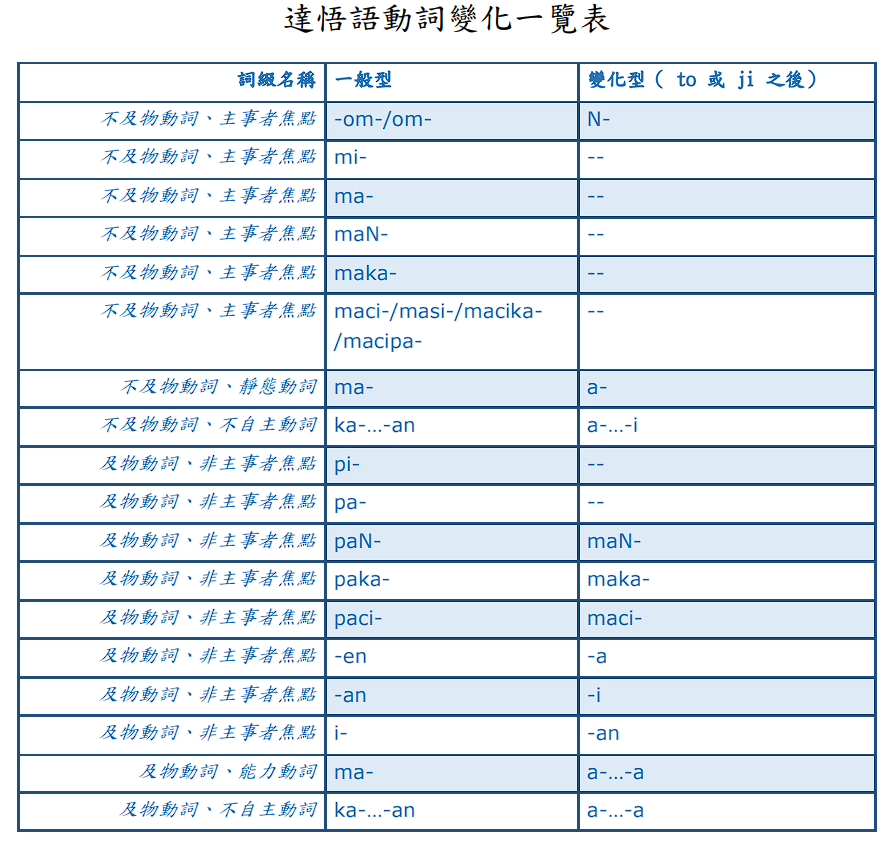 達悟語動詞變化一覽表
詞綴名稱 一般型 變化型( to 或 ji 之後)
不及物動詞、主事者焦點 -om-/om- N-
不及物動詞、主事者焦點 mi- --
不及物動詞、主事者焦點 ma- --
不及物動詞、主事者焦點 maN- --
不及物動詞、主事者焦點 maka- --
不及物動詞、主事者焦點 maci-/masi-/macika- --
/macipa-
不及物動詞、靜態動詞 ma- a-
不及物動詞、不自主動詞 ka-…-an a-…-i
及物動詞、非主事者焦點 pi- --
及物動詞、非主事者焦點 pa- --
及物動詞、非主事者焦點 paN- maN-
及物動詞、非主事者焦點 paka- maka-
及物動詞、非主事者焦點 paci- maci-
及物動詞、非主事者焦點 -en -a
及物動詞、非主事者焦點 -an -i
及物動詞、非主事者焦點 i- -an
及物動詞、能力動詞 ma- a-…-a
及物動詞、不自主動詞 ka-…-an a-…-a